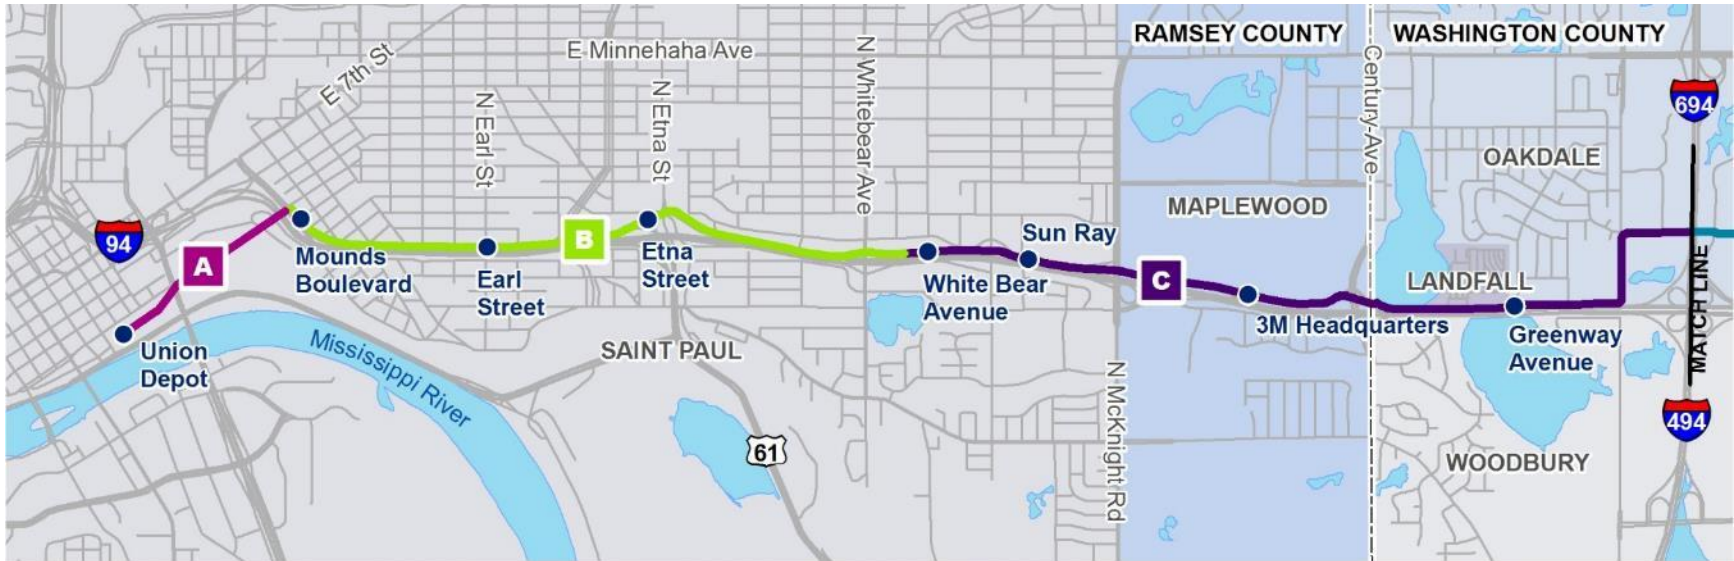 RAMSEY COUNTY
WASHINGTON COUNTY
E 7th St
E Minnehaha Ave
N Whitebear Ave
Century Ave
N Earl St
N Etna St
694
OAKDALE
MAPLEWOOD
94
A
B
C
Mounds
Boulevard
Earl
Street
Etna
Street
Sun Ray
White Bear
Avenue
LANDFALL
3M Headquarters
Greenway
Avenue
MATCH LINE
Union
Depot
Mississippi River
SAINT PAUL
N McKnight Rd
61
494
WOODBURY